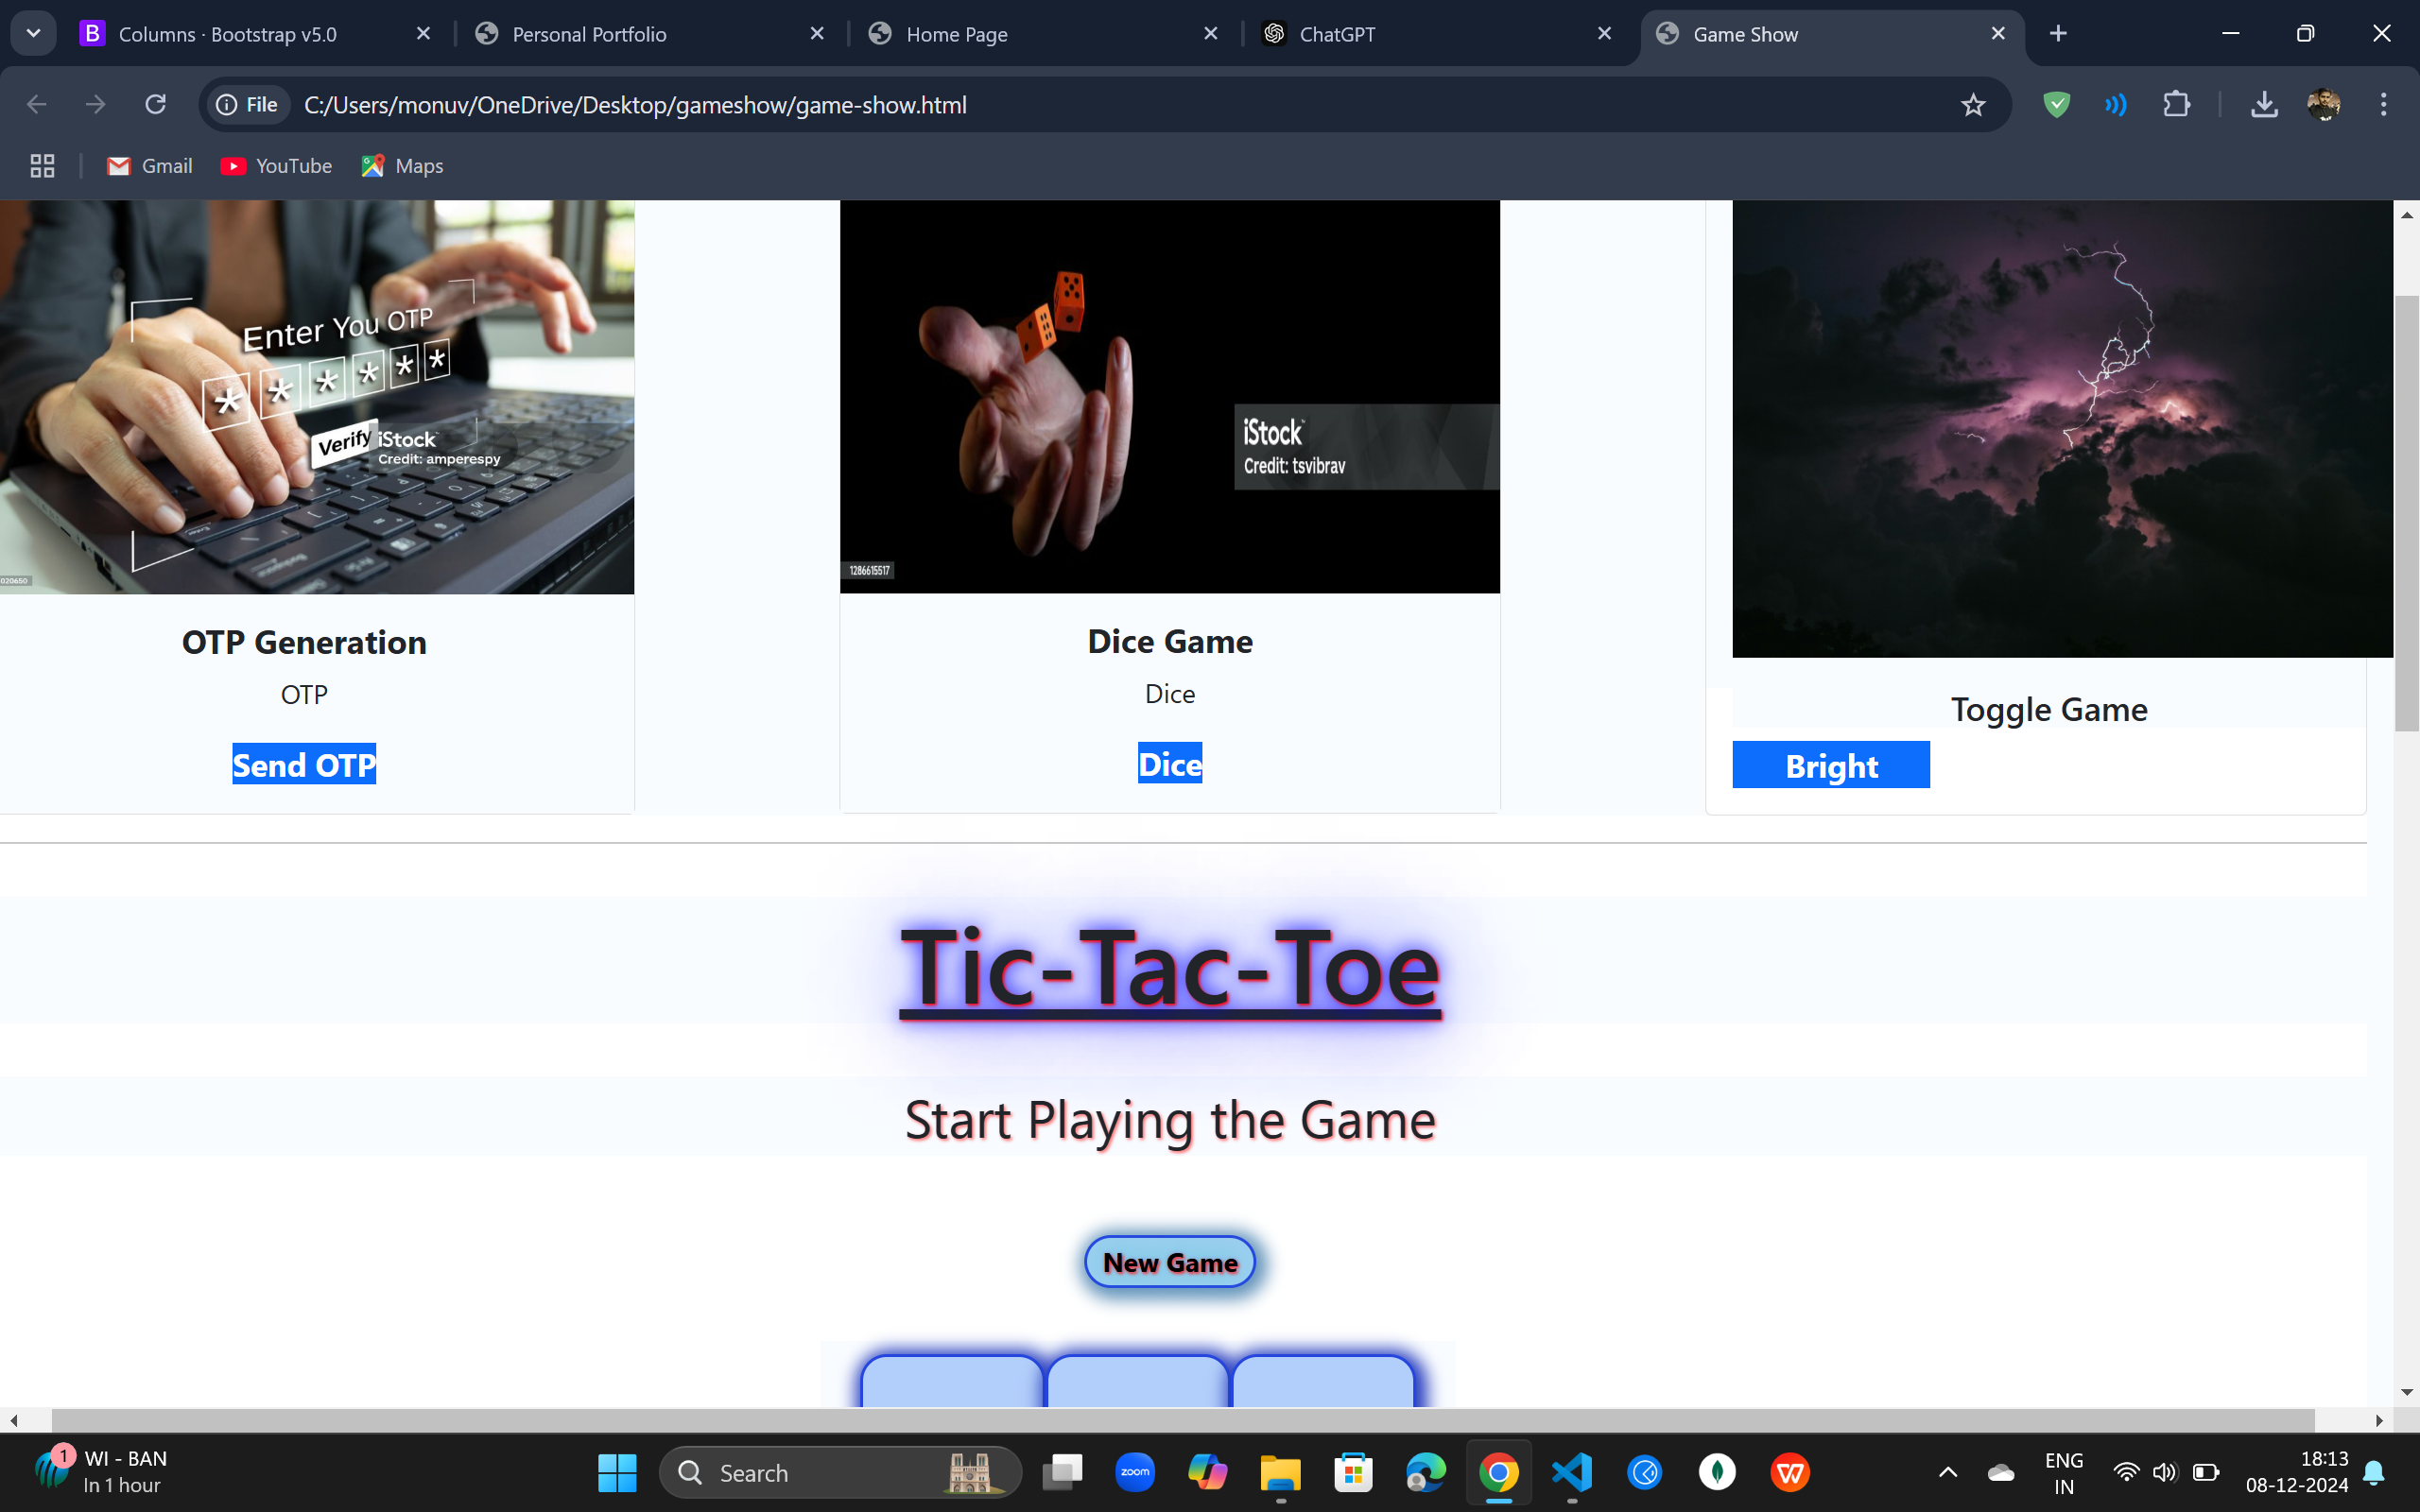 Columns · Bootstrap v5.0
Personal Portfolio
Home Page
ChatGPT
Game Show
File
C:/Users/monuv/OneDrive/Desktop/gameshow/game-show.html
Gmail
YouTube
Maps
Enter You OTP
* * * * * *
Verify
iStock
Credit: amperespy
020650
iStock
Credit: tsvibrav
1286615517
OTP Generation
OTP
Send OTP
Dice Game
Dice
Dice
Toggle Game
Bright
Tic-Tac-Toe
Start Playing the Game
New Game
1
WI - BAN
In 1 hour
Search
zoom
ENG
IN
18:13
08-12-2024